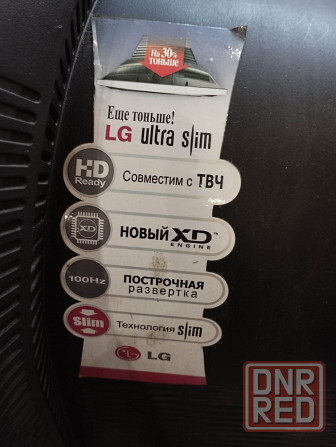 На 30%
тоньше
Еще тоньше!
LG ultra slim
HD
Ready
Совместим с ТВЧ
XD
НОВЫЙ XD™
ENGINE
100Hz
ПОСТРОЧНАЯ
развертка
Slim
Технология slim
LG
DNR
RED